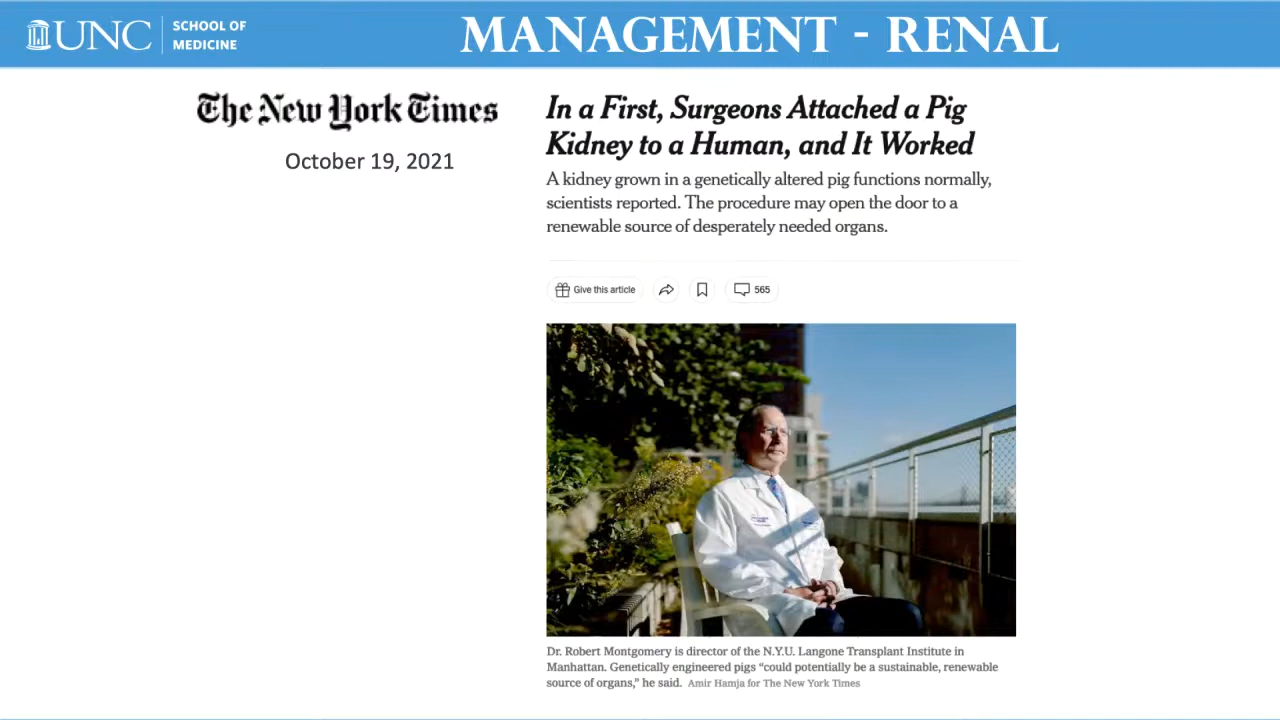 UNC
SCHOOL OF
MEDICINE
MANAGEMENT - RENAL
The New York Times
October 19, 2021
In a First, Surgeons Attached a Pig
Kidney to a Human, and It Worked
A kidney grown in a genetically altered pig functions normally,
scientists reported. The procedure may open the door to a
renewable source of desperately needed organs.
Give this article
565
Dr. Robert Montgomery is director of the N.Y.U. Langone Transplant Institute in
Manhattan. Genetically engineered pigs “could potentially be a sustainable, renewable
source of organs,” he said. Amir Hamja for The New York Times